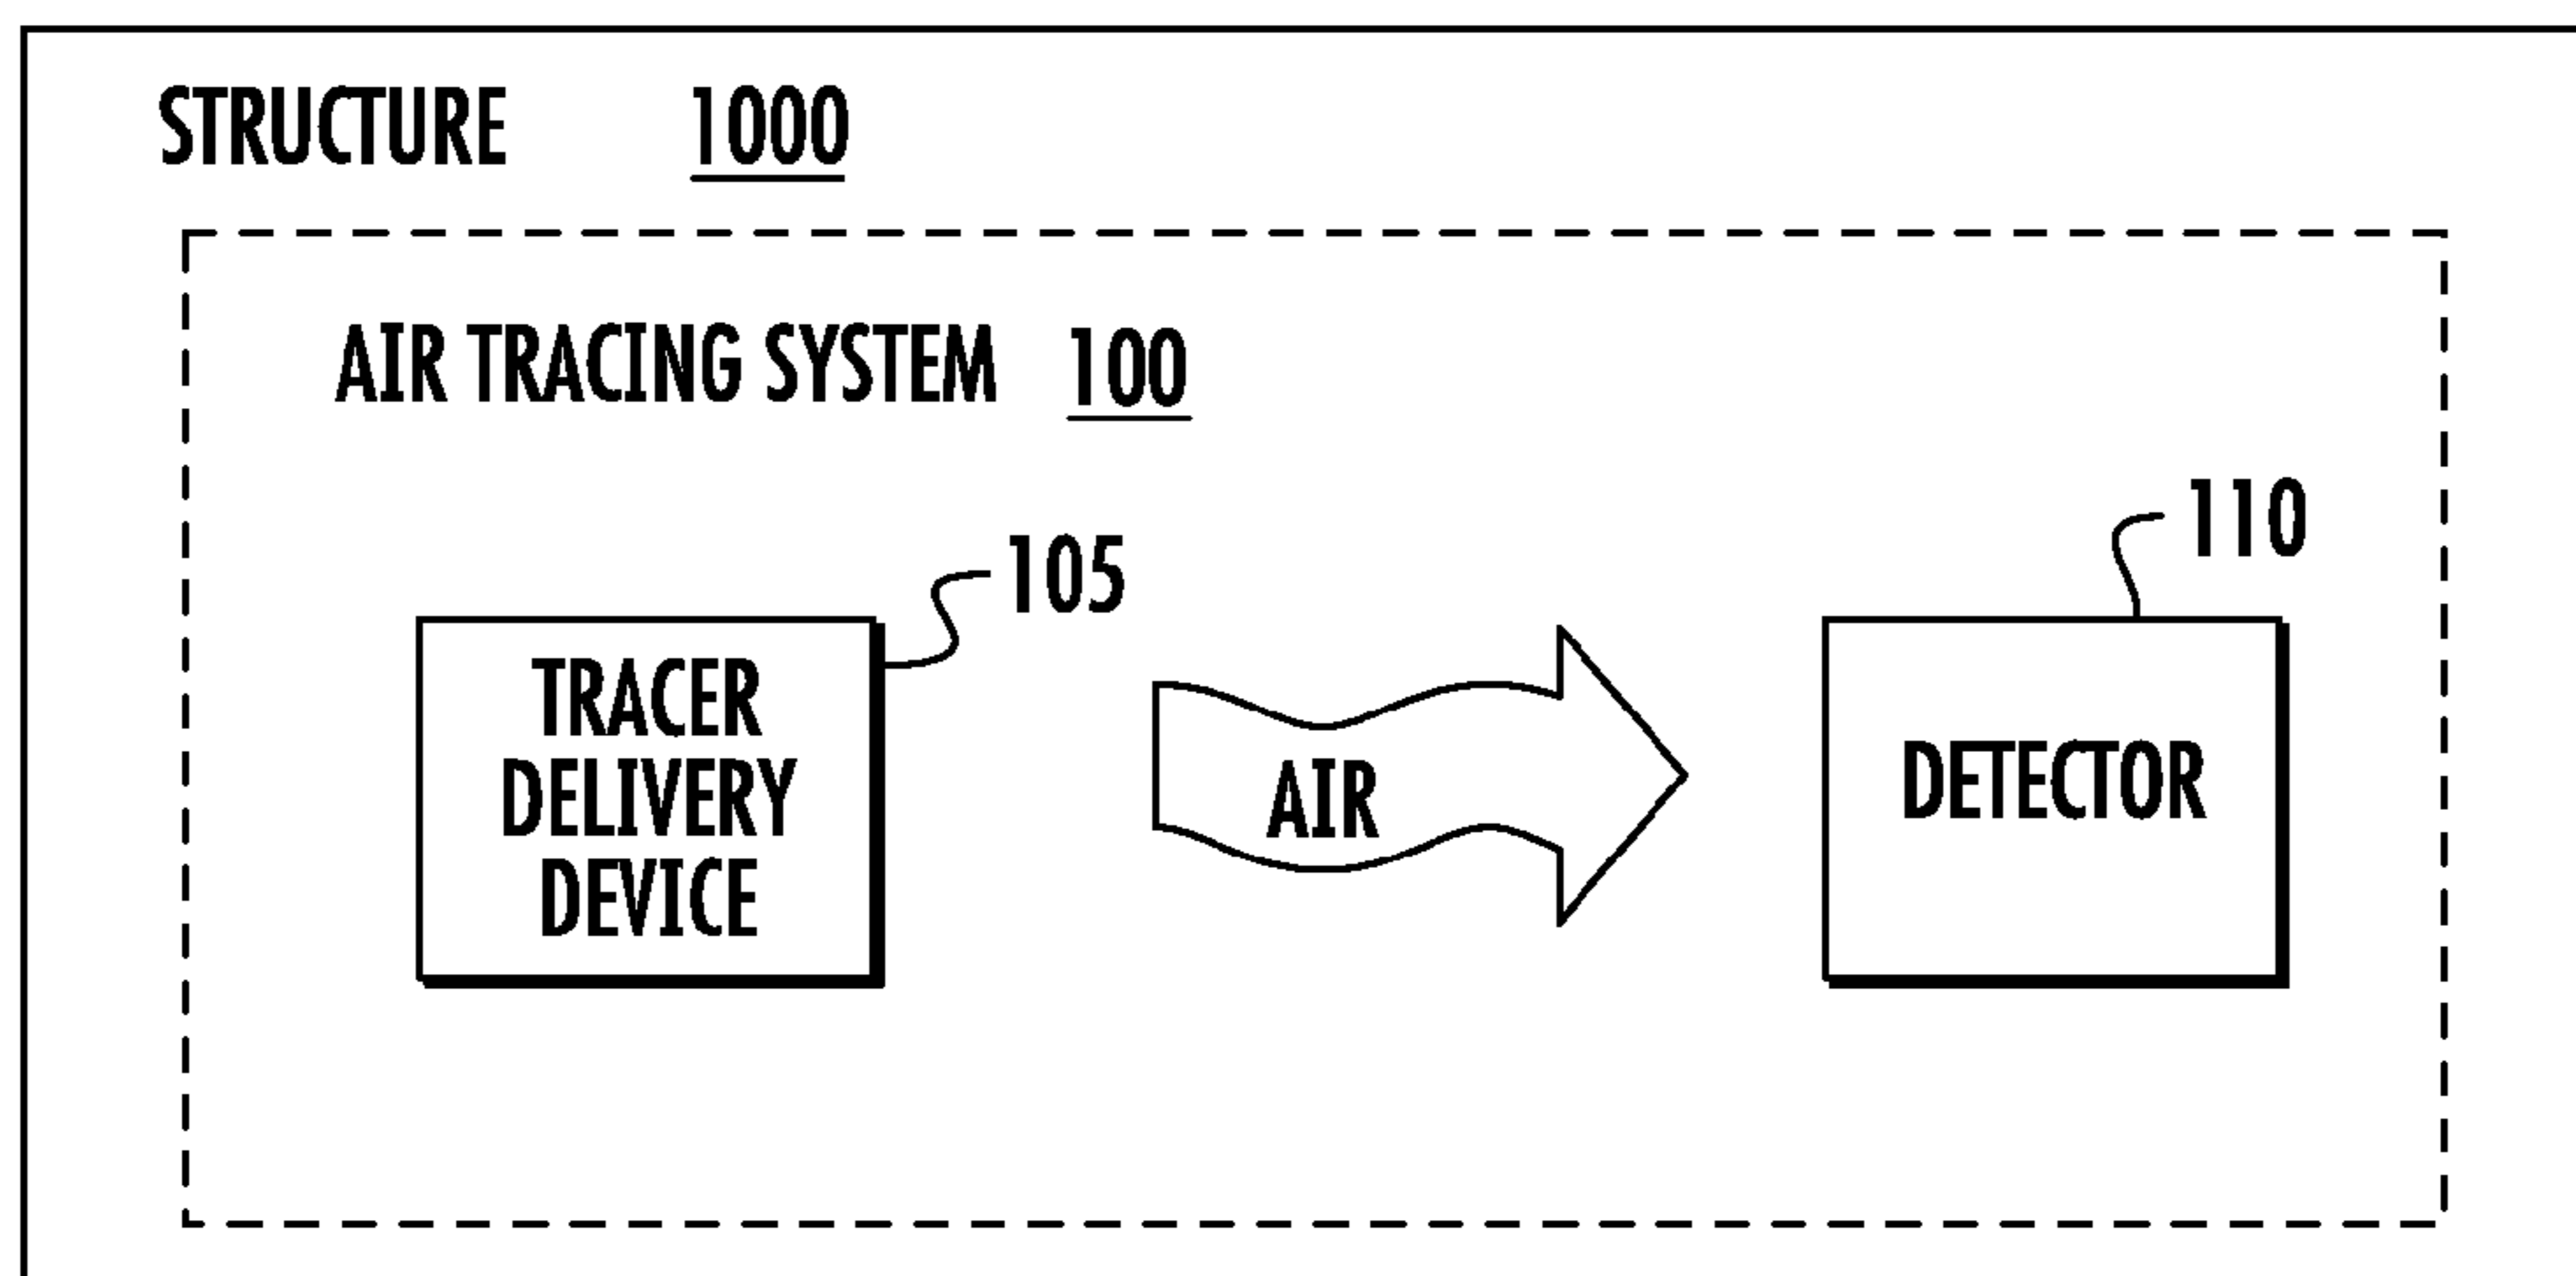 STRUCTURE 1000
AIR TRACING SYSTEM 100
110
105
TRACER
DELIVERY
DEVICE
AIR
DETECTOR